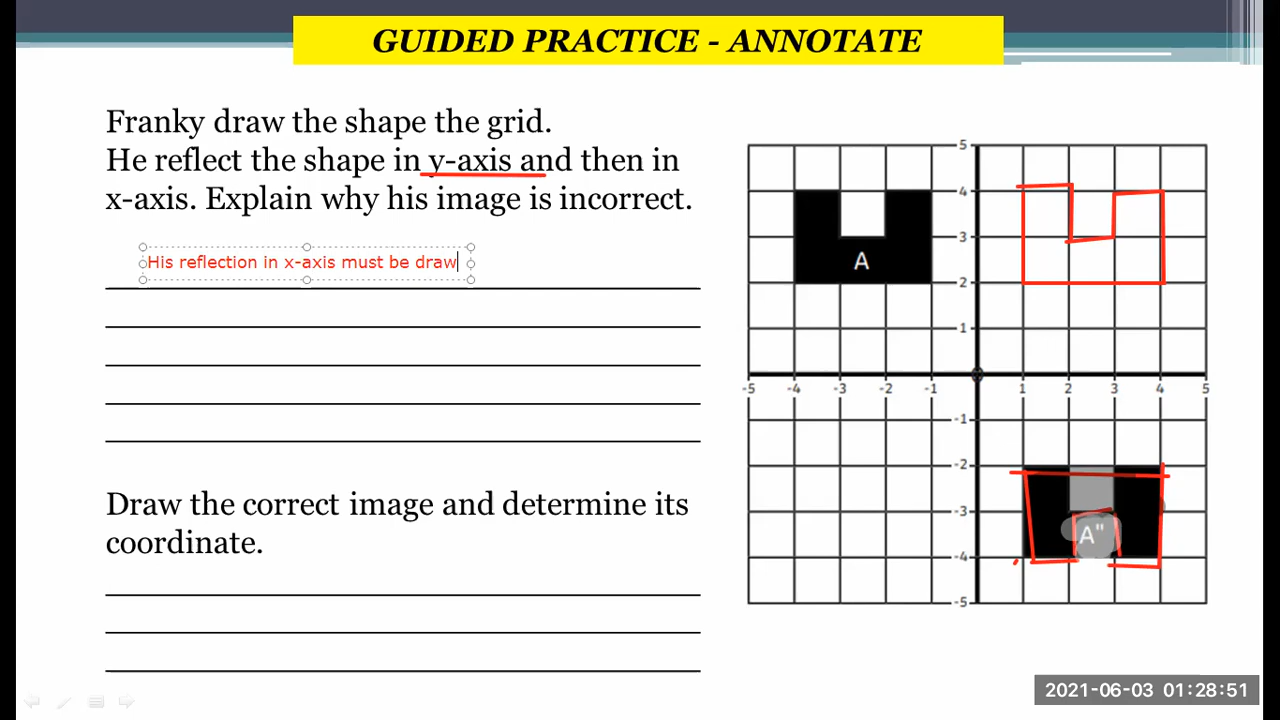 GUIDED PRACTICE - ANNOTATE
Franky draw the shape the grid.
He reflect the shape in y-axis and then in
x-axis. Explain why his image is incorrect.
His reflection in x-axis must be draw
Draw the correct image and determine its
coordinate.
5
4
3
A
2
1
-5 -4 -3 -2 -1 1 2 3 4 5
-1
-2
-3
A"
-4
-5
2021-06-03 01:28:51